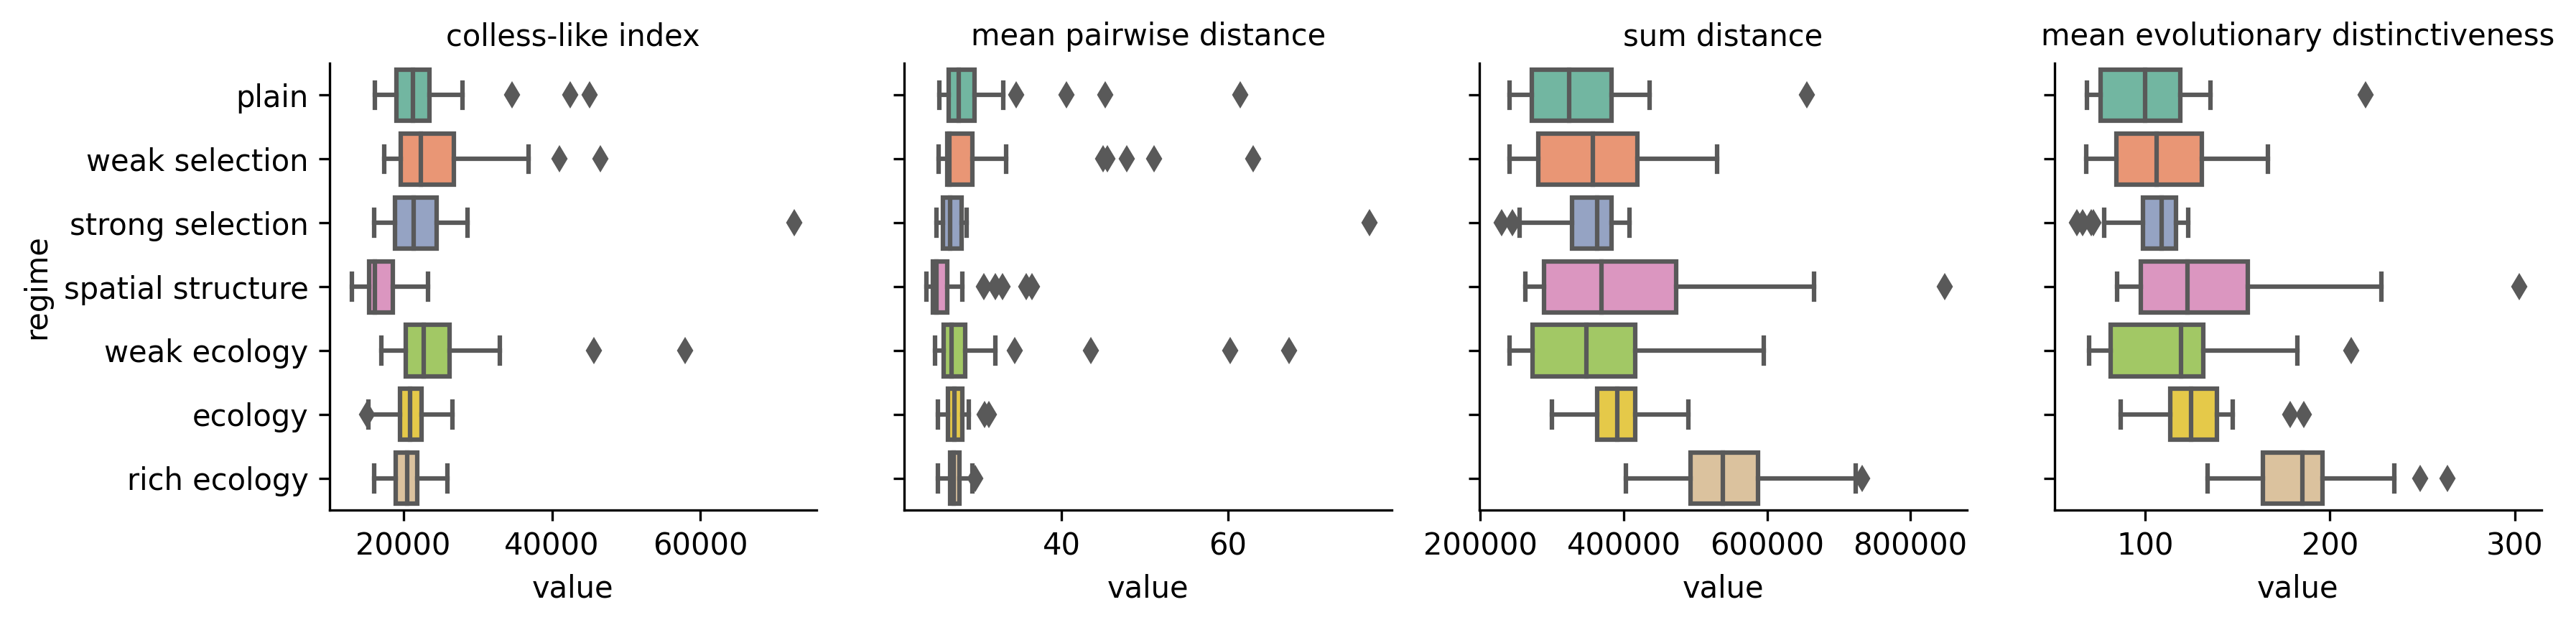 colless-like index
mean pairwise distance
sum distance
mean evolutionary distinctiveness
regime
plain
weak selection
strong selection
spatial structure
weak ecology
ecology
rich ecology
20000 40000 60000
40 60
200000 400000 600000 800000
100 200 300
value
value
value
value